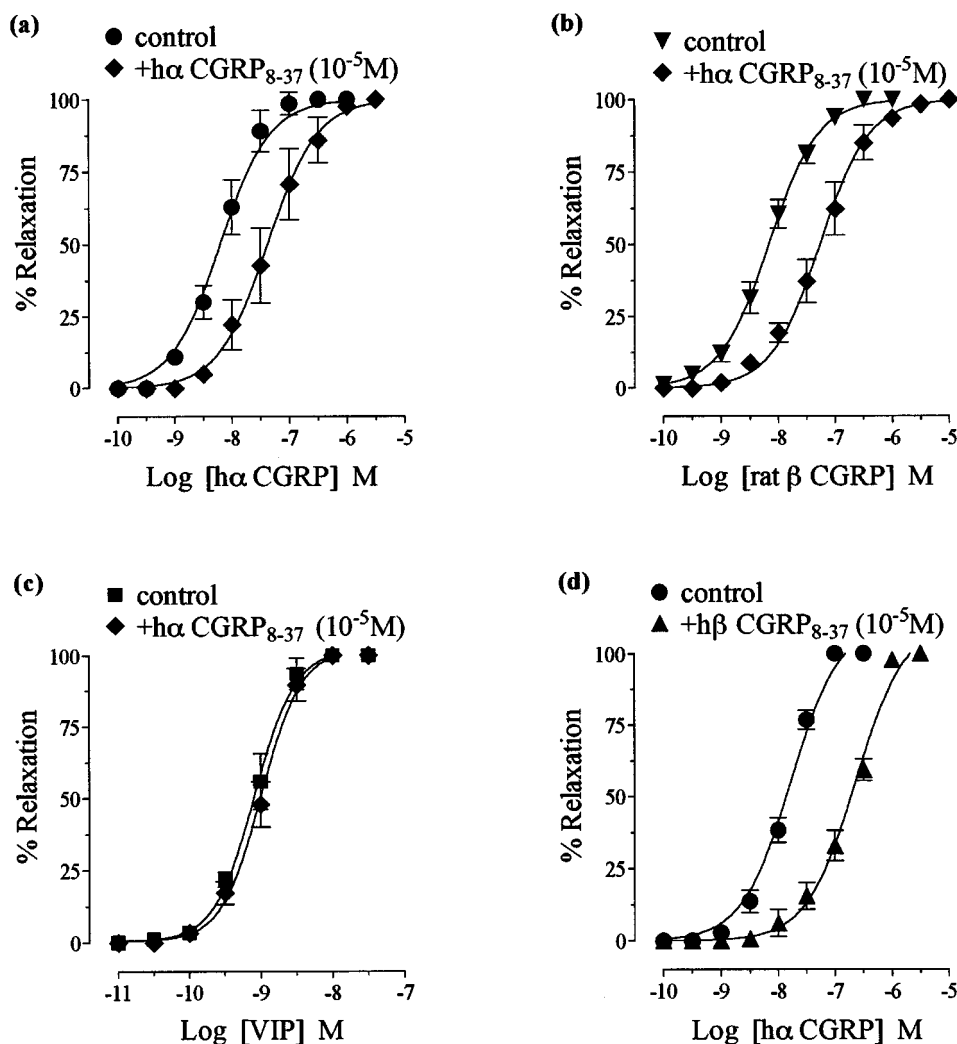 (a)
● control
◆ +hα CGRP₈₋₃₇ (10⁻⁵M)
100
75
50
25
0
% Relaxation
-10 -9 -8 -7 -6 -5
Log [hα CGRP] M
(b)
▼ control
◆ +hα CGRP₈₋₃₇ (10⁻⁵M)
100
75
50
25
0
% Relaxation
-10 -9 -8 -7 -6 -5
Log [rat β CGRP] M
(c)
■ control
◆ +hα CGRP₈₋₃₇ (10⁻⁵M)
100
75
50
25
0
% Relaxation
-11 -10 -9 -8 -7
Log [VIP] M
(d)
● control
▲ +hβ CGRP₈₋₃₇ (10⁻⁵M)
100
75
50
25
0
% Relaxation
-10 -9 -8 -7 -6 -5
Log [hα CGRP] M